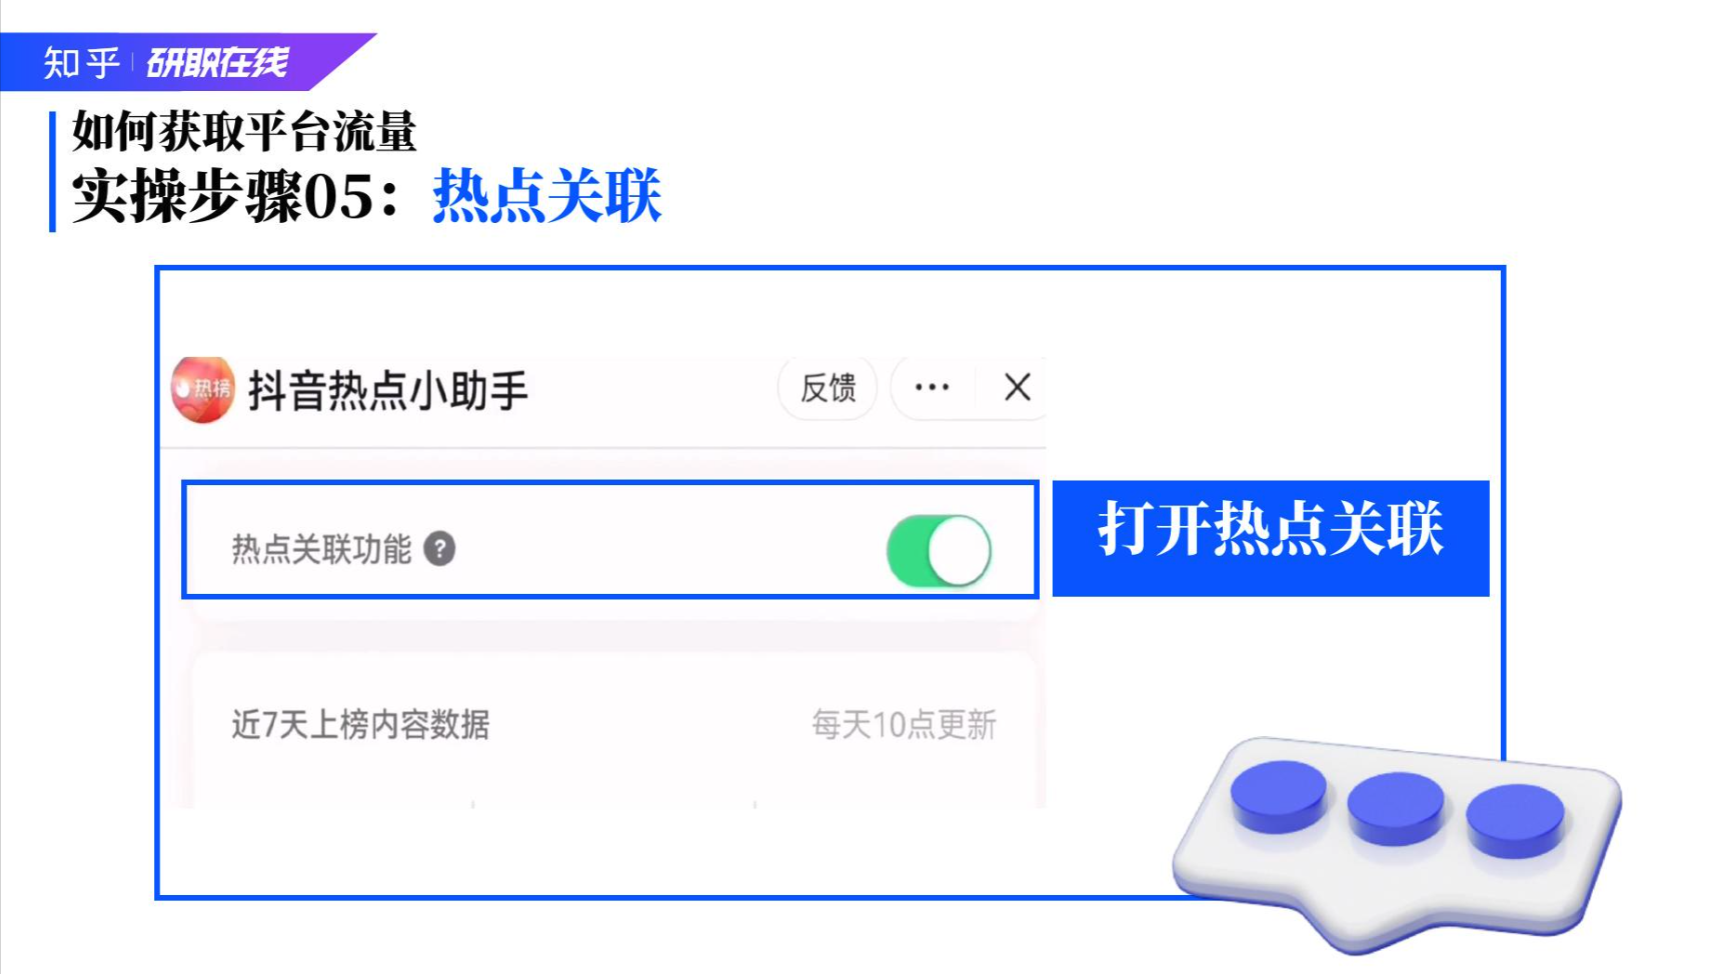 知乎 研职在线
如何获取平台流量
实操步骤05：热点关联
热榜 抖音热点小助手 反馈
热点关联功能 ?
打开热点关联
近7天上榜内容数据 每天10点更新